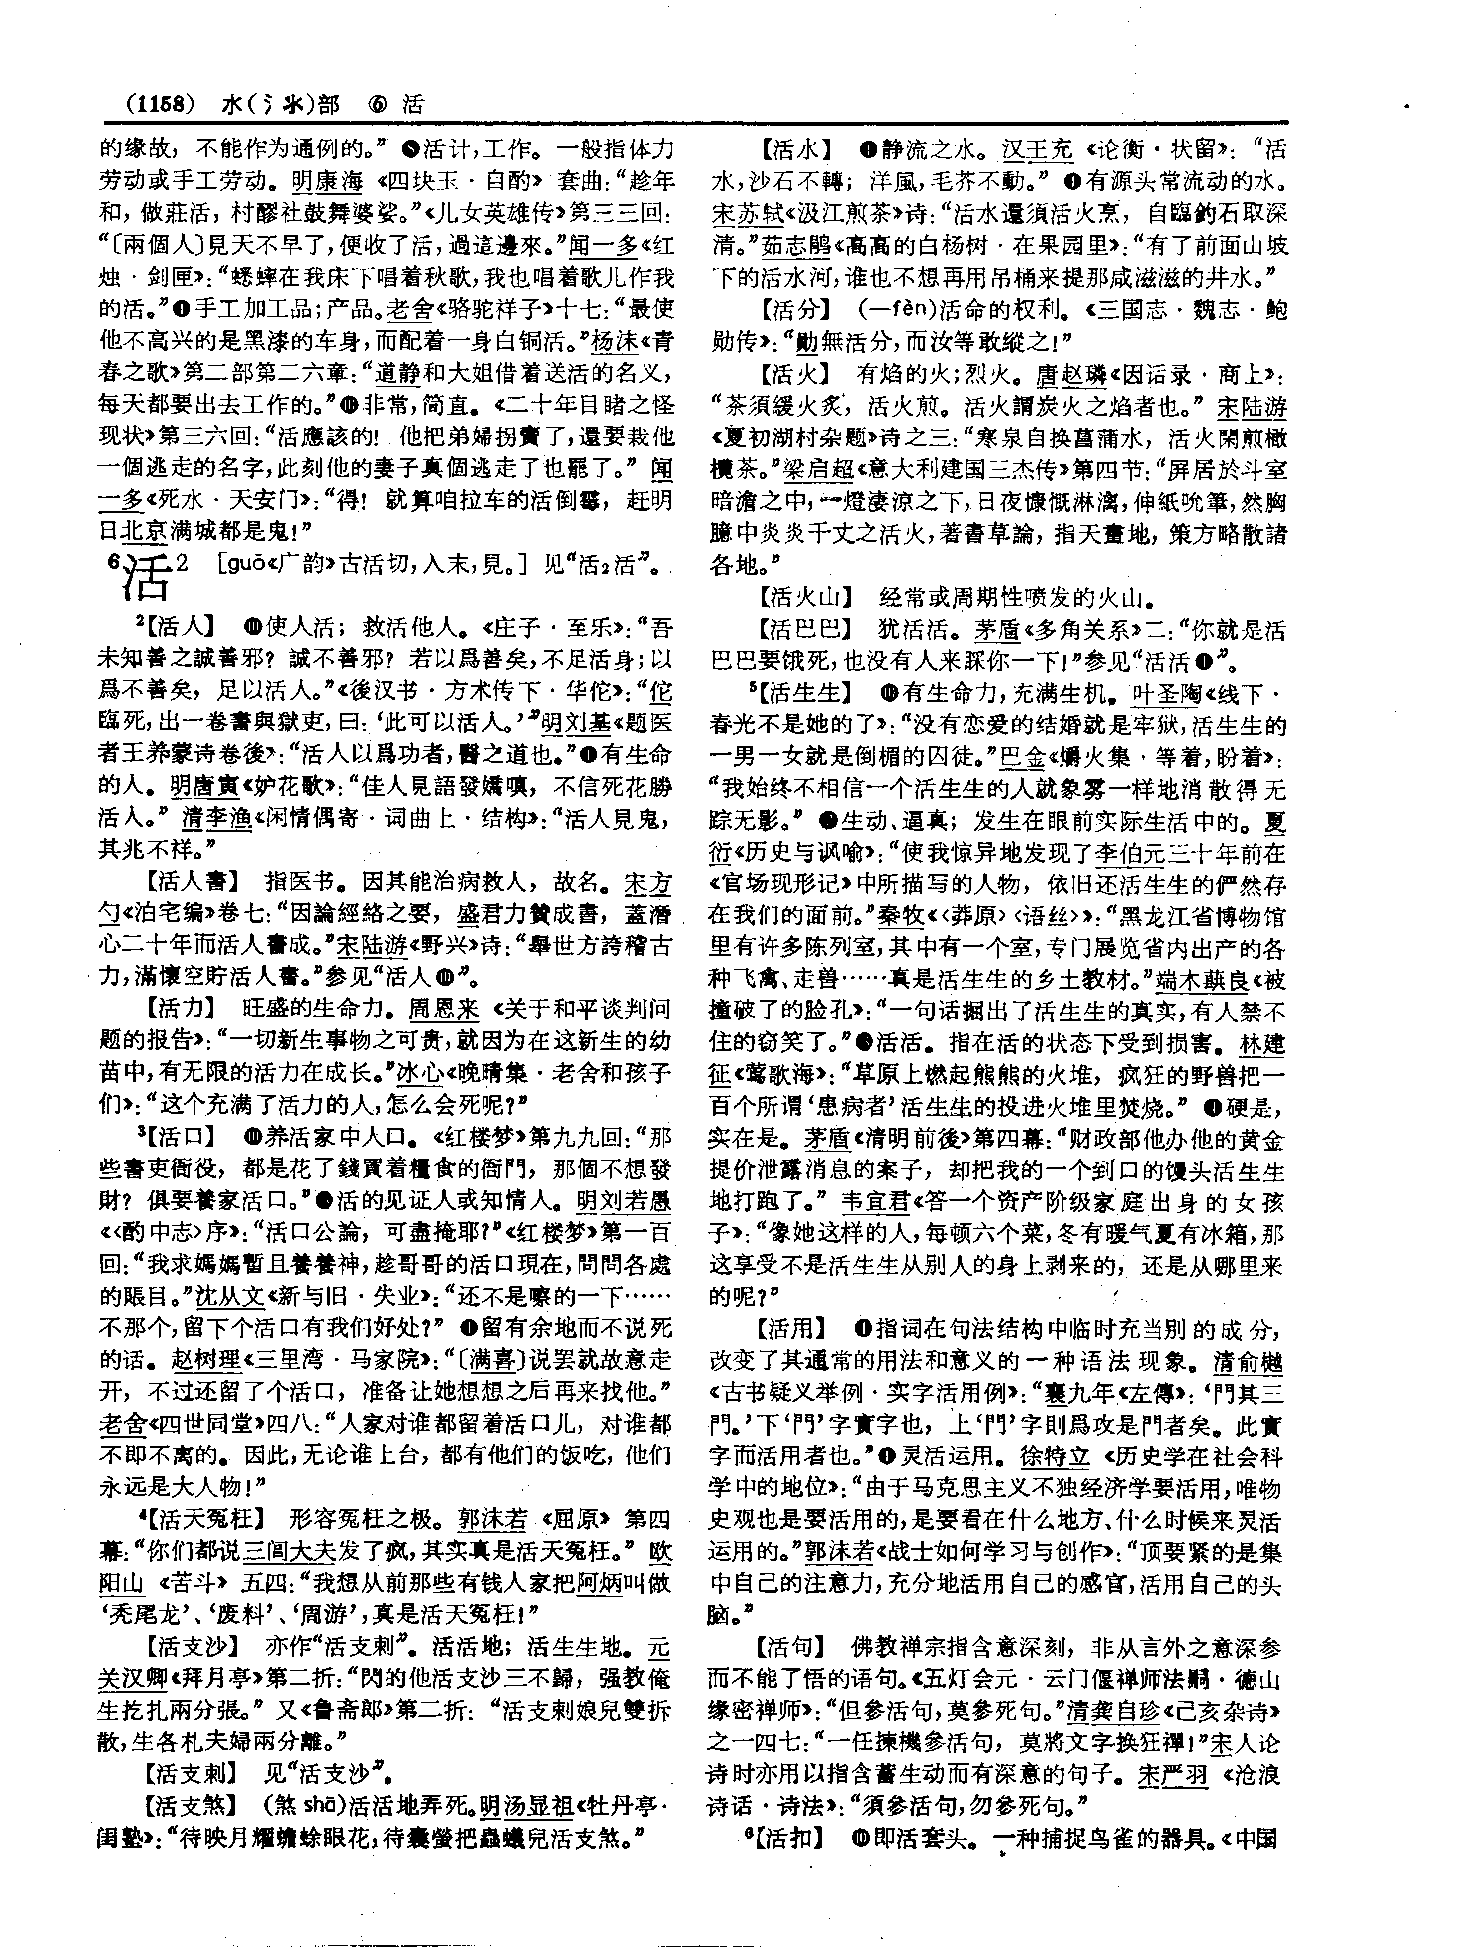 (1158) 水(氵氺)部 ⑥ 活
的缘故，不能作为通例的。” 活计，工作。一般指体力
劳动或手工劳动。明康海《四块玉·自酌》套曲：“趁年
和，做莊活，村醪社鼓舞婆娑。”《儿女英雄传》第三三回：
“〔兩個人〕見天不早了，便收了活，過這邊來。”闻一多《红
烛·剑匣》：“蟋蟀在我床下唱着秋歌，我也唱着歌儿作我
的活。”手工加工品；产品。老舍《骆驼祥子》十七：“最使
他不高兴的是黑漆的车身，而配着一身白铜活。”杨沫《青
春之歌》第二部第二六章：“道静和大姐借着送活的名义，
每天都要出去工作的。”非常，简直。《二十年目睹之怪
现状》第三六回：“活應該的！他把弟婦拐賣了，還要栽他
一個逃走的名字，此刻他的妻子真個逃走了也罷了。”闻
一多《死水·天安门》：“得！就算咱拉车的活倒霉，赶明
日北京满城都是鬼！”
6活2 [guō《广韵》古活切，入末，見。] 见“活2活”。
2【活人】 ❶使人活；救活他人。《庄子·至乐》：“吾
未知善之誠善邪？誠不善邪？若以爲善矣，不足活身；以
爲不善矣，足以活人。”《後汉书·方术传下·华佗》：“佗
臨死，出一卷書與獄吏，曰：‘此可以活人。’”明刘基《题医
者王养蒙诗卷後》：“活人以爲功者，醫之道也。”❷有生命
的人。明唐寅《妒花歌》：“佳人見語發嬌嗔，不信死花勝
活人。”清李渔《闲情偶寄·词曲上·结构》：“活人見鬼，
其兆不祥。”
【活人書】 指医书。因其能治病救人，故名。宋方
勺《泊宅编》卷七：“因論經絡之要，盛君力贊成書，蓋潛
心二十年而活人書成。”宋陆游《野兴》诗：“舉世方誇稽古
力，滿懷空貯活人書。”参见“活人❶”。
【活力】 旺盛的生命力。周恩来《关于和平谈判问
题的报告》：“一切新生事物之可贵，就因为在这新生的幼
苗中，有无限的活力在成长。”冰心《晚晴集·老舍和孩子
们》：“这个充满了活力的人，怎么会死呢？”
3【活口】 ❶养活家中人口。《红楼梦》第九九回：“那
些書吏衙役，都是花了錢買着糧食的衙門，那個不想發
財？俱要養家活口。”❷活的见证人或知情人。明刘若愚
《〈酌中志〉序》：“活口公論，可盡掩耶？”《红楼梦》第一百
回：“我求媽媽暫且養養神，趁哥哥的活口現在，問問各處
的賬目。”沈从文《新与旧·失业》：“还不是嚓的一下……
不那个，留下个活口有我们好处？” ❸留有余地而不说死
的话。赵树理《三里湾·马家院》：“〔满喜〕说罢就故意走
开，不过还留了个活口，准备让她想想之后再来找他。”
老舍《四世同堂》四八：“人家对谁都留着活口儿，对谁都
不即不离的。因此，无论谁上台，都有他们的饭吃，他们
永远是大人物！”
4【活天冤枉】 形容冤枉之极。郭沫若《屈原》第四
幕：“你们都说三闾大夫发了疯，其实真是活天冤枉。”欧
阳山《苦斗》五四：“我想从前那些有钱人家把阿炳叫做
‘秃尾龙’、‘废料’、‘周游’，真是活天冤枉！”
【活支沙】 亦作“活支剌”。活活地；活生生地。元
关汉卿《拜月亭》第二折：“閃的他活支沙三不歸，强教俺
生扢扎兩分張。”又《鲁斋郎》第二折：“活支剌娘兒雙拆
散，生各札夫婦兩分離。”
【活支剌】 见“活支沙”。
【活支煞】 （煞 shā）活活地弄死。明汤显祖《牡丹亭·
闺塾》：“待映月耀蟾蜍眼花，待囊螢把蟲蟻兒活支煞。”
【活水】 ❶静流之水。汉王充《论衡·状留》：“活
水，沙石不轉；洋風，毛芥不動。” ❷有源头常流动的水。
宋苏轼《汲江煎茶》诗：“活水還須活火烹，自臨釣石取深
清。”茹志鹃《高高的白杨树·在果园里》：“有了前面山坡
下的活水河，谁也不想再用吊桶来提那咸滋滋的井水。”
【活分】 （—fèn）活命的权利。《三国志·魏志·鲍
勋传》：“勛無活分，而汝等敢縱之！”
【活火】 有焰的火；烈火。唐赵璘《因话录·商上》：
“茶須緩火炙，活火煎。活火謂炭火之焰者也。”宋陆游
《夏初湖村杂题》诗之三：“寒泉自换菖蒲水，活火閑煎橄
欖茶。”梁启超《意大利建国三杰传》第四节：“屏居於斗室
暗澹之中，一燈淒凉之下，日夜慷慨淋漓，伸紙吮筆，然胸
臆中炎炎千丈之活火，著書草論，指天畫地，策方略散諸
各地。”
【活火山】 经常或周期性喷发的火山。
【活巴巴】 犹活活。茅盾《多角关系》二：“你就是活
巴巴要饿死，也没有人来睬你一下！”参见“活活❶”。
5【活生生】 ❶有生命力，充满生机。叶圣陶《线下·
春光不是她的了》：“没有恋爱的结婚就是牢狱，活生生的
一男一女就是倒楣的囚徒。”巴金《爝火集·等着，盼着》：
“我始终不相信一个活生生的人就象雾一样地消散得无
踪无影。” ❷生动、逼真；发生在眼前实际生活中的。夏
衍《历史与讽喻》：“使我惊异地发现了李伯元三十年前在
《官场现形记》中所描写的人物，依旧还活生生的俨然存
在我们的面前。”秦牧《〈莽原〉〈语丝〉》：“黑龙江省博物馆
里有许多陈列室，其中有一个室，专门展览省内出产的各
种飞禽、走兽……真是活生生的乡土教材。”端木蕻良《被
撞破了的脸孔》：“一句话掘出了活生生的真实，有人禁不
住的窃笑了。”❸活活。指在活的状态下受到损害。林建
征《莺歌海》：“草原上燃起熊熊的火堆，疯狂的野兽把一
百个所谓‘患病者’活生生的投进火堆里焚烧。” ❹硬是，
实在是。茅盾《清明前後》第四幕：“财政部他办他的黄金
提价泄露消息的案子，却把我的一个到口的馒头活生生
地打跑了。” 韦君宜《答一个资产阶级家庭出身的女孩
子》：“像她这样的人，每顿六个菜，冬有暖气夏有冰箱，那
这享受不是活生生从别人的身上剥来的，还是从哪里来
的呢？”
【活用】 ❶指词在句法结构中临时充当别的成分，
改变了其通常的用法和意义的一种语法现象。清俞樾
《古书疑义举例·实字活用例》：“襄九年《左傳》：‘門其三
門。’下‘門’字實字也，上‘門’字則爲攻是門者矣。此實
字而活用者也。”❷灵活运用。徐特立《历史学在社会科
学中的地位》：“由于马克思主义不独经济学要活用，唯物
史观也是要活用的，是要看在什么地方、什么时候来灵活
运用的。”郭沫若《战士如何学习与创作》：“顶要紧的是集
中自己的注意力，充分地活用自己的感官，活用自己的头
脑。”
【活句】 佛教禅宗指含意深刻，非从言外之意深参
而不能了悟的语句。《五灯会元·云门偃禅师法嗣·德山
缘密禅师》：“但參活句，莫參死句。”清龚自珍《己亥杂诗》
之一四七：“一任揀機參活句，莫將文字换狂禪！”宋人论
诗时亦用以指含蓄生动而有深意的句子。宋严羽《沧浪
诗话·诗法》：“須參活句，勿參死句。”
6【活扣】 ❶即活套头。一种捕捉鸟雀的器具。《中国